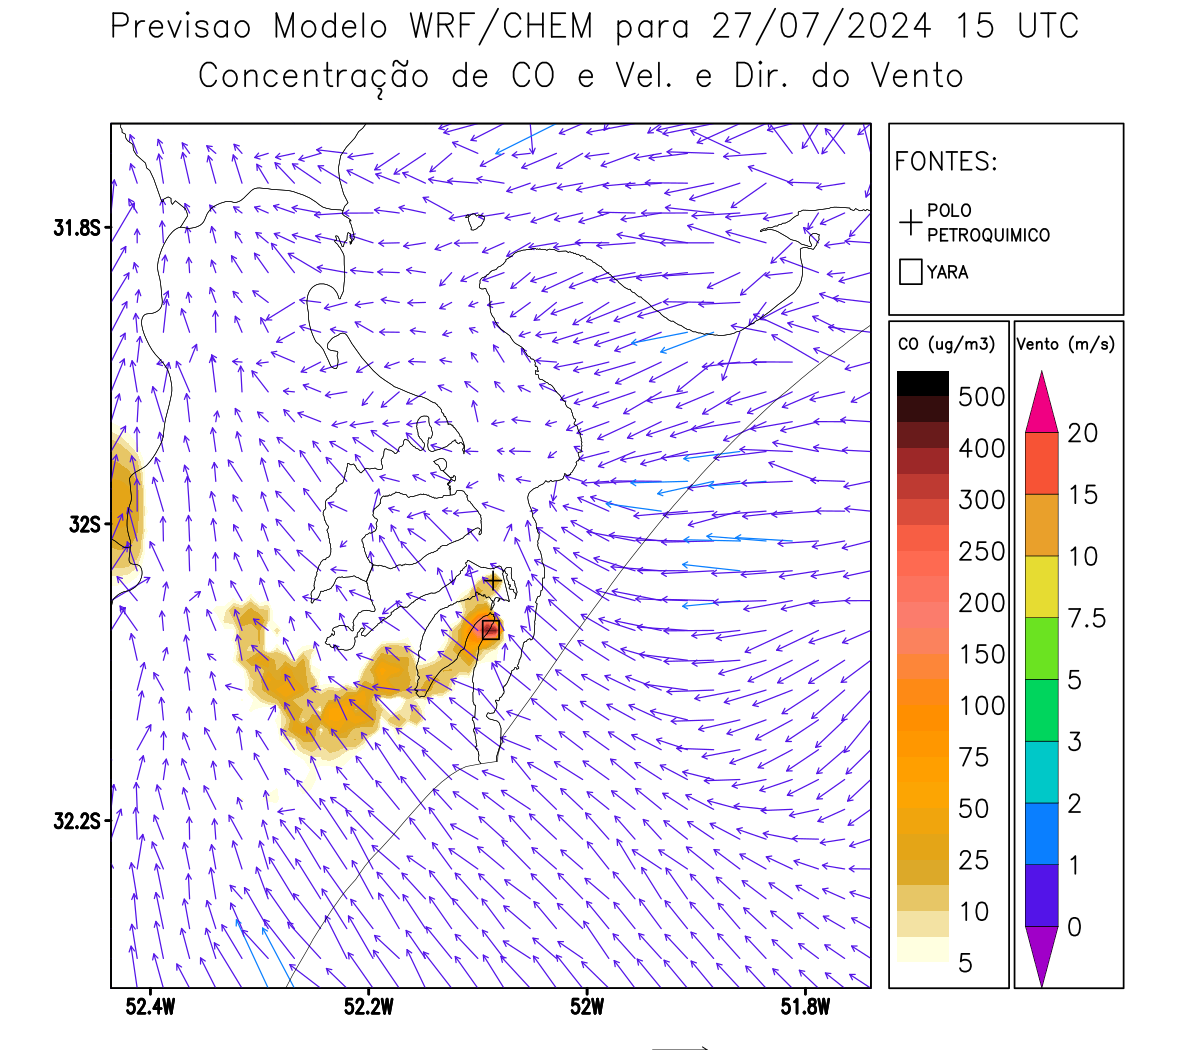 Previsao Modelo WRF/CHEM para 27/07/2024 15 UTC
Concentração de CO e Vel. e Dir. do Vento
FONTES:
POLO
PETROQUIMICO
YARA
31.8S
32S
32.2S
52.4W
52.2W
52W
51.8W
CO (ug/m3)
500
400
300
250
200
150
100
75
50
25
10
5
Vento (m/s)
20
15
10
7.5
5
3
2
1
0